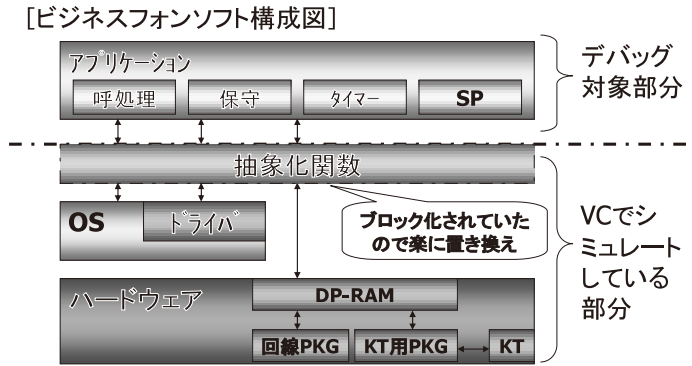 [ビジネスフォンソフト構成図]
アプリケーション
呼処理
保守
タイマー
SP
デバッグ
対象部分
抽象化関数
OS
ドライバ
ブロック化されていた
ので楽に置き換え
VCでシ
ミュレート
している
部分
ハードウェア
DP-RAM
回線PKG
KT用PKG
KT